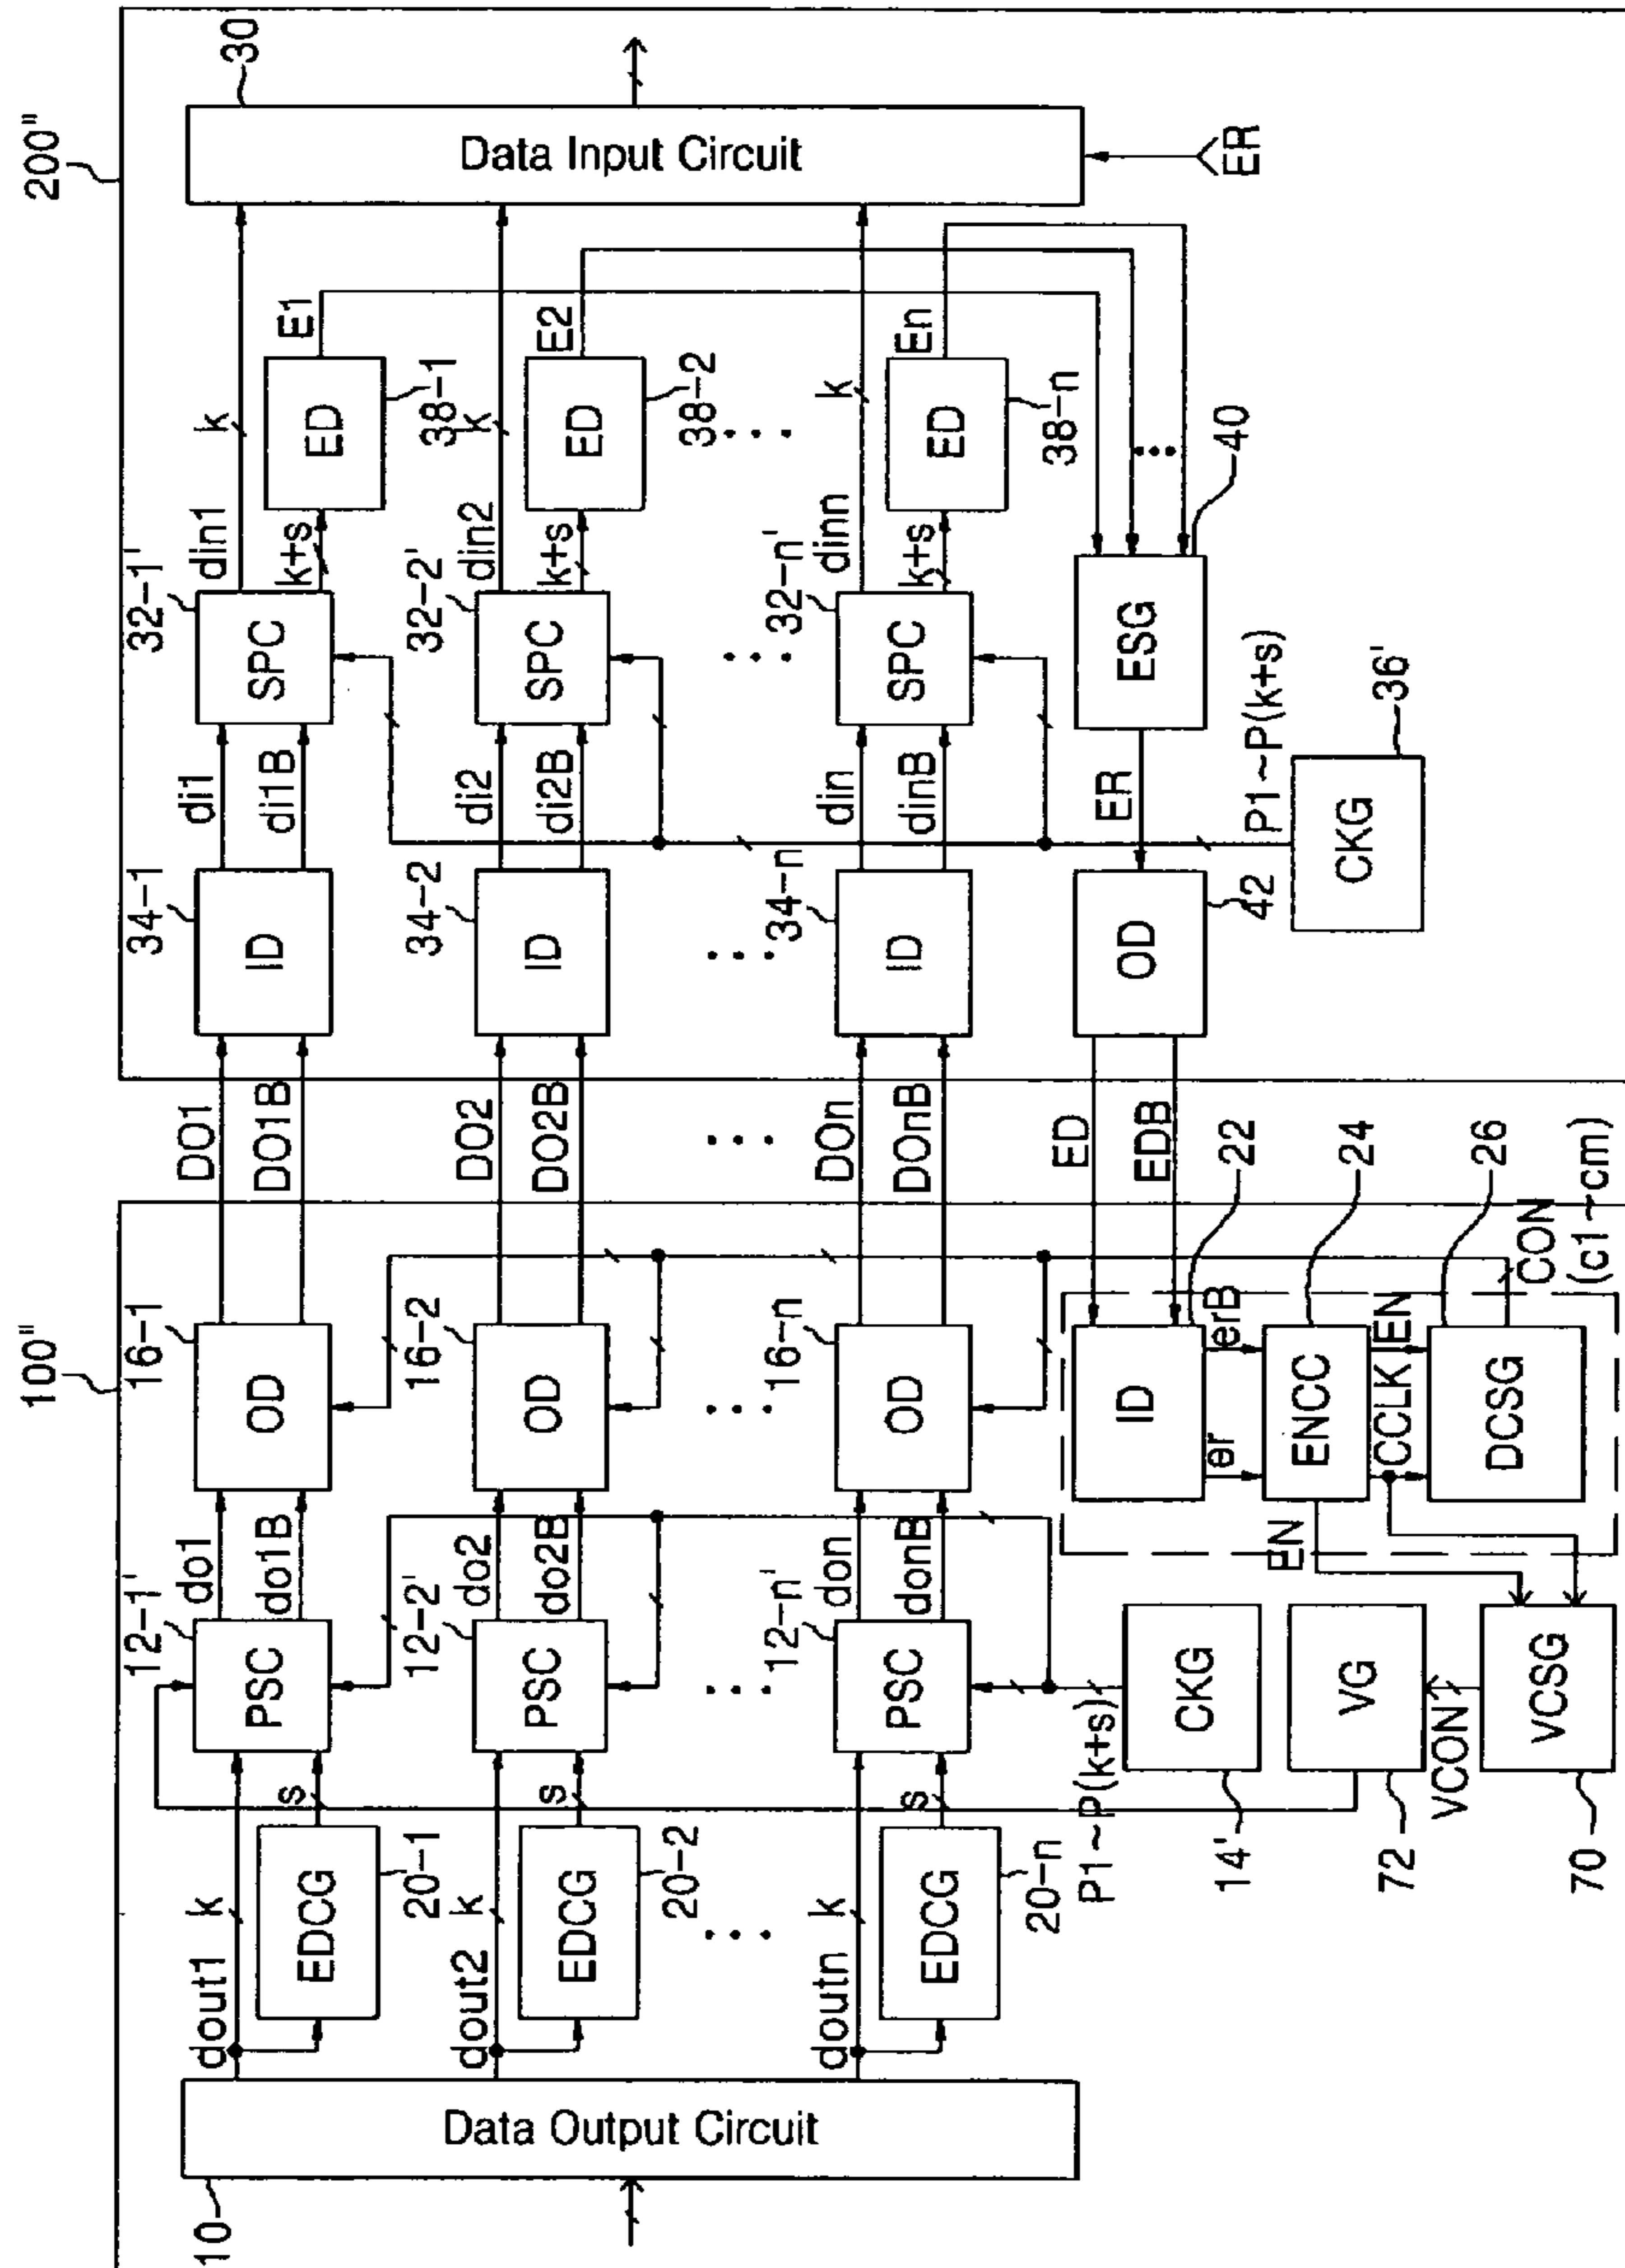 100"
200"
10
Data Output Circuit
dout1
k
EDCG
20-1
s
12-1'
PSC
do1
do1B
16-1
OD
DO1
DO1B
34-1
ID
di1
di1B
32-1'
SPC
din1
k
k+s
ED
38-1
E1
30
Data Input Circuit
ER
dout2
k
EDCG
20-2
s
12-2'
PSC
do2
do2B
16-2
OD
DO2
DO2B
34-2
ID
di2
di2B
32-2'
SPC
din2
k
k+s
ED
38-2
E2
... ... ... ... ... ... ...
doutn
k
EDCG
20-n
s
12-n'
PSC
don
donB
16-n
OD
DOn
DOnB
34-n
ID
din
dinB
32-n'
SPC
dinn
k
k+s
ED
38-n
En
...
P1~P(k+s)
CKG
14'
ID
22
er
erB
ED
EDB
OD
42
ER
ESG
40
VG
72
EN
ENCC
24
CCLK
EN
P1~P(k+s)
CKG
36'
VCON
VCSG
70
DCSG
26
CON
(c1~cm)